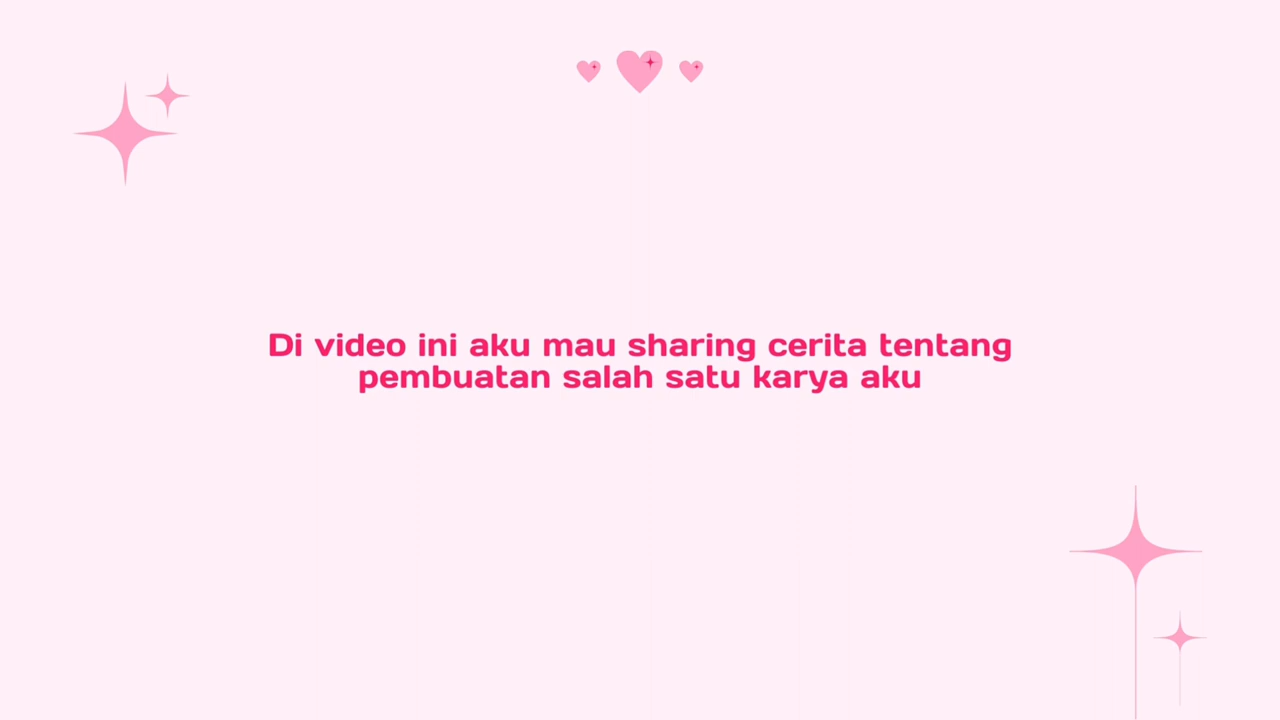 Di video ini aku mau sharing cerita tentang
pembuatan salah satu karya aku